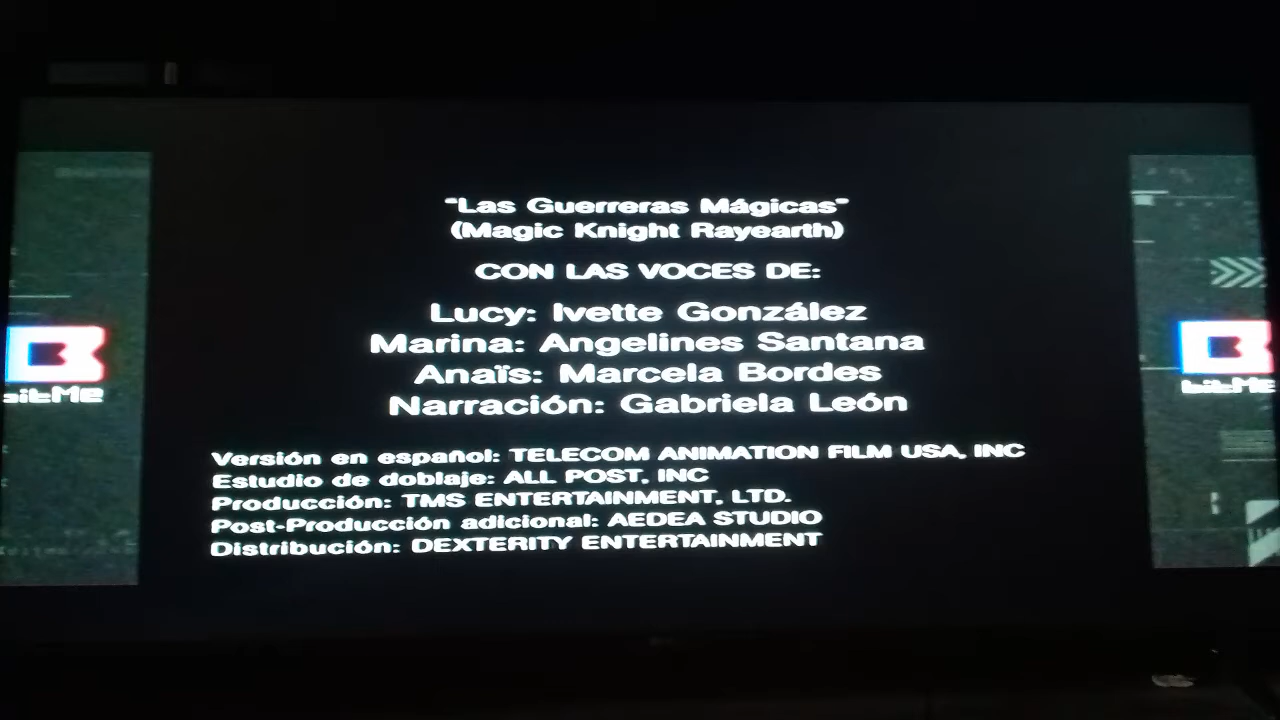 "Las Guerreras Mágicas"
(Magic Knight Rayearth)
CON LAS VOCES DE:
Lucy: Ivette González
Marina: Angelines Santana
Anaïs: Marcela Bordes
Narración: Gabriela León
Versión en español: TELECOM ANIMATION FILM USA, INC
Estudio de doblaje: ALL POST, INC
Producción: TMS ENTERTAINMENT, LTD.
Post-Producción adicional: AEDEA STUDIO
Distribución: DEXTERITY ENTERTAINMENT
bitMe
bitMe